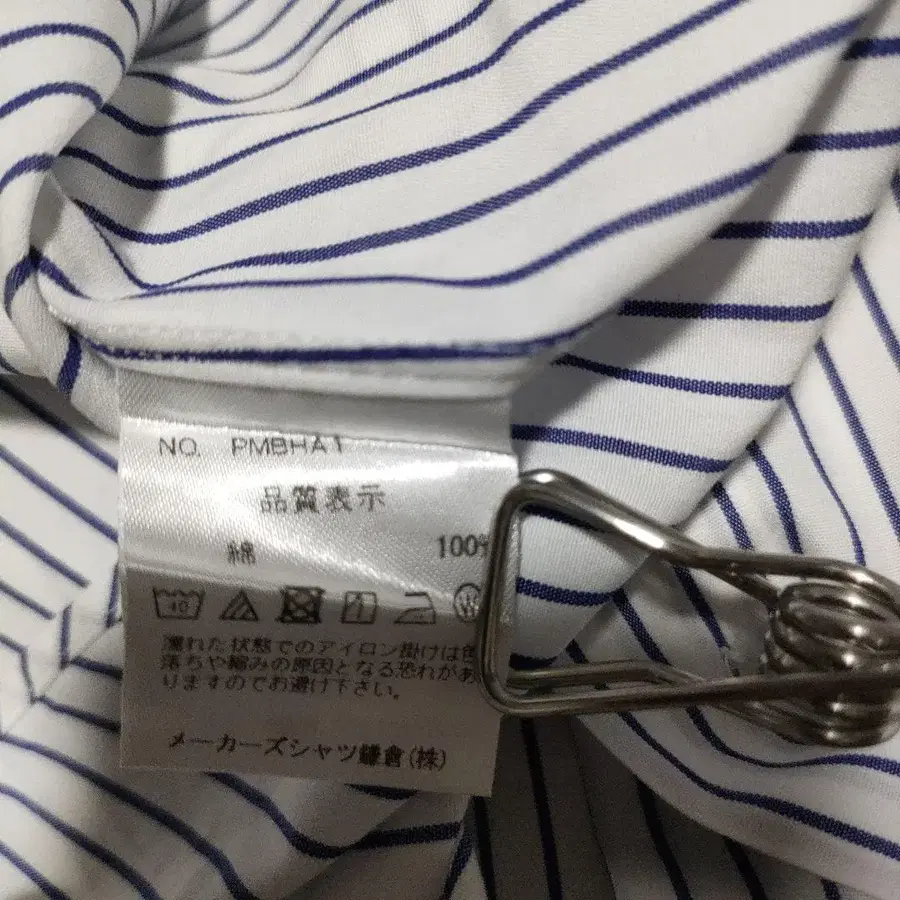 NO. PMBHA1
品質表示
綿 100%
40
濡れた状態でのアイロン掛けは色
落ちや縮みの原因となる恐れがあ
りますのでお避け下さい。
メーカーズシャツ鎌倉(株)